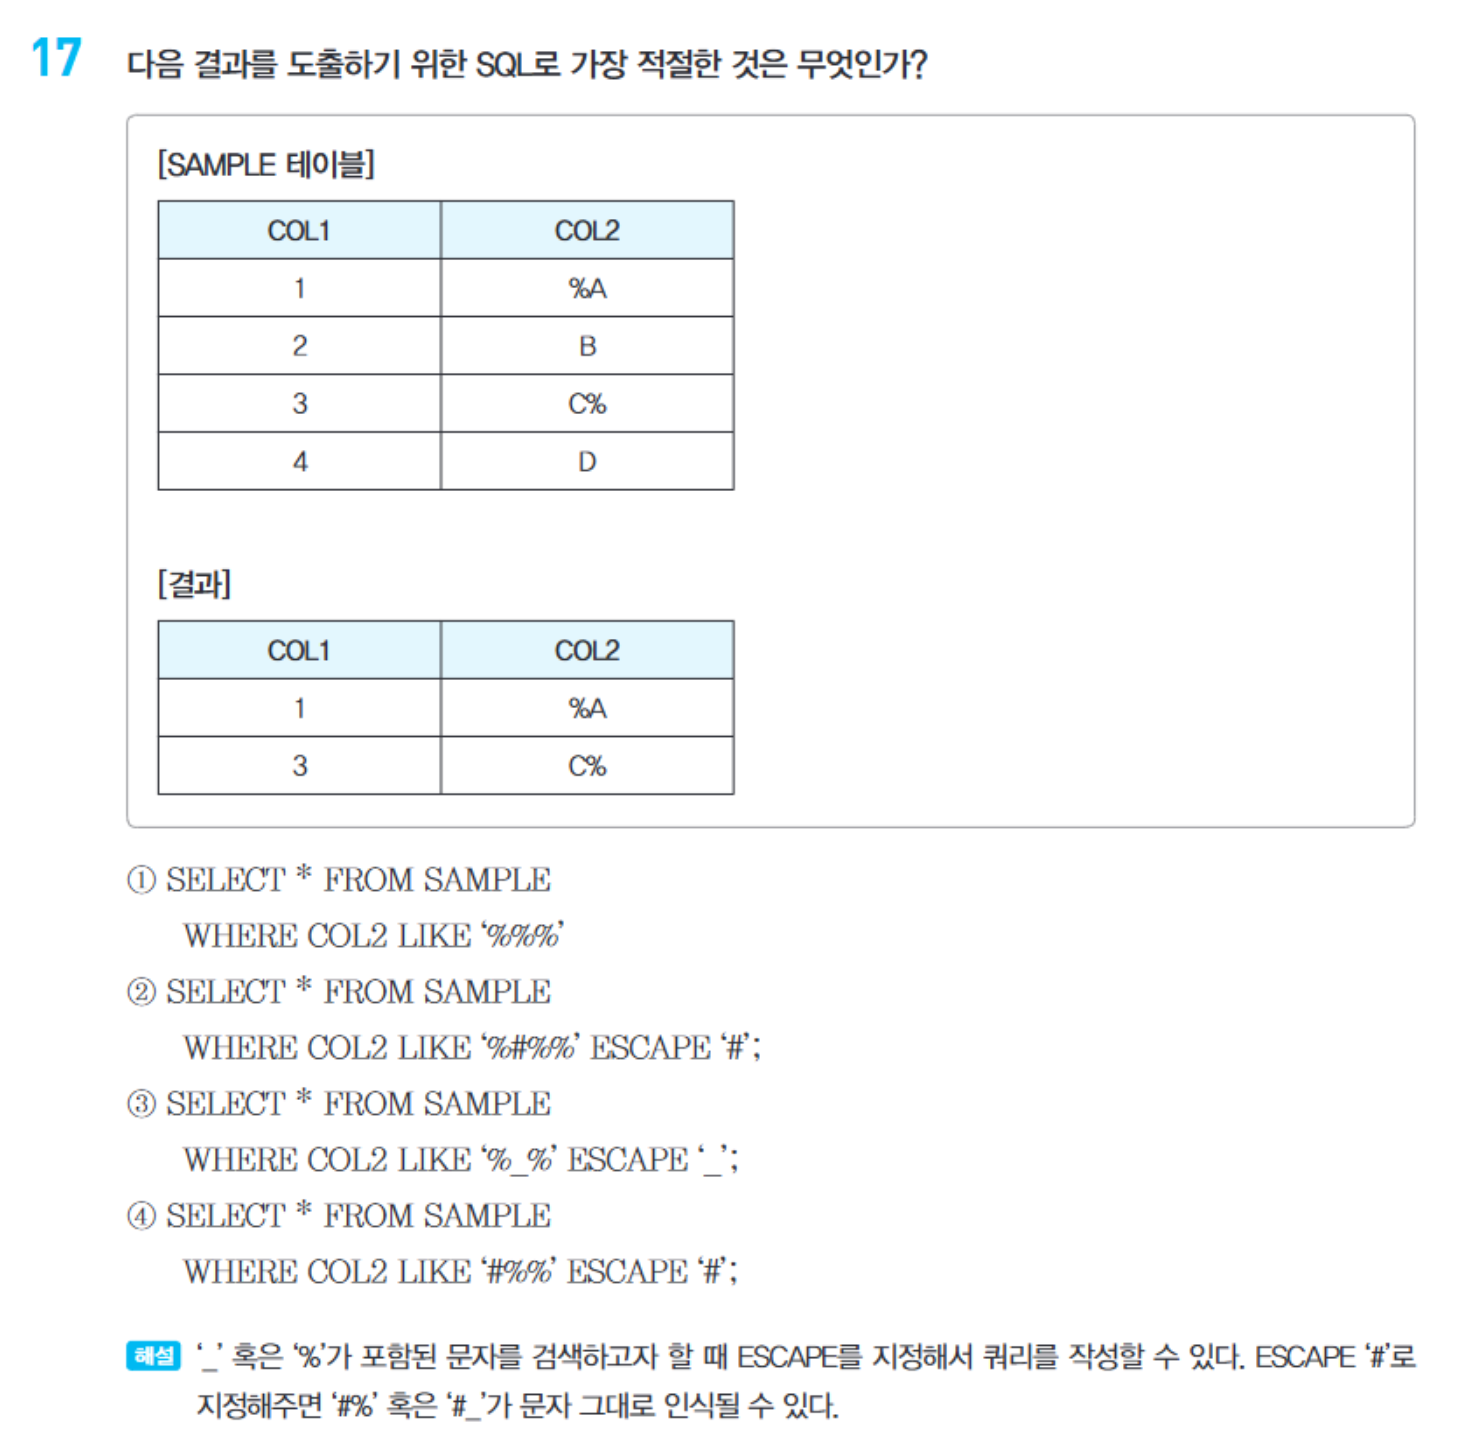 17 다음 결과를 도출하기 위한 SQL로 가장 적절한 것은 무엇인가?
[SAMPLE 테이블]
COL1 COL2
1 %A
2 B
3 C%
4 D
[결과]
COL1 COL2
1 %A
3 C%
① SELECT * FROM SAMPLE
WHERE COL2 LIKE ‘%%%’
② SELECT * FROM SAMPLE
WHERE COL2 LIKE ‘%#%%’ ESCAPE ‘#’;
③ SELECT * FROM SAMPLE
WHERE COL2 LIKE ‘%_%’ ESCAPE ‘_’;
④ SELECT * FROM SAMPLE
WHERE COL2 LIKE ‘#%%’ ESCAPE ‘#’;
해설 ‘_’ 혹은 ‘%’가 포함된 문자를 검색하고자 할 때 ESCAPE를 지정해서 쿼리를 작성할 수 있다. ESCAPE ‘#’로
지정해주면 ‘#%’ 혹은 ‘#_’가 문자 그대로 인식될 수 있다.